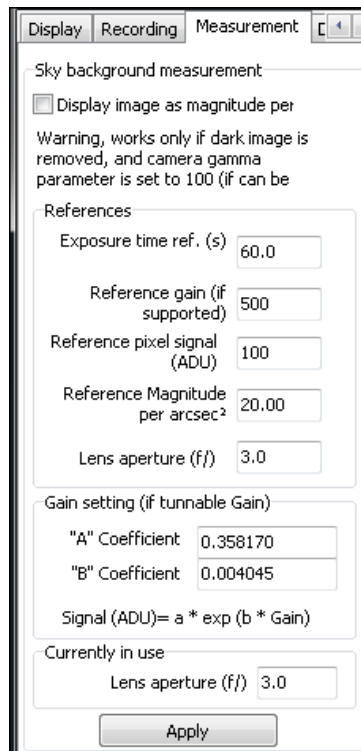 Display Recording Measurement
Sky background measurement
Display image as magnitude per
Warning, works only if dark image is
removed, and camera gamma
parameter is set to 100 (if can be
References
Exposure time ref. (s) 60.0
Reference gain (if
supported) 500
Reference pixel signal
(ADU) 100
Reference Magnitude
per arcsec² 20.00
Lens aperture (f/) 3.0
Gain setting (if tunnable Gain)
"A" Coefficient 0.358170
"B" Coefficient 0.004045
Signal (ADU)= a * exp (b * Gain)
Currently in use
Lens aperture (f/) 3.0
Apply